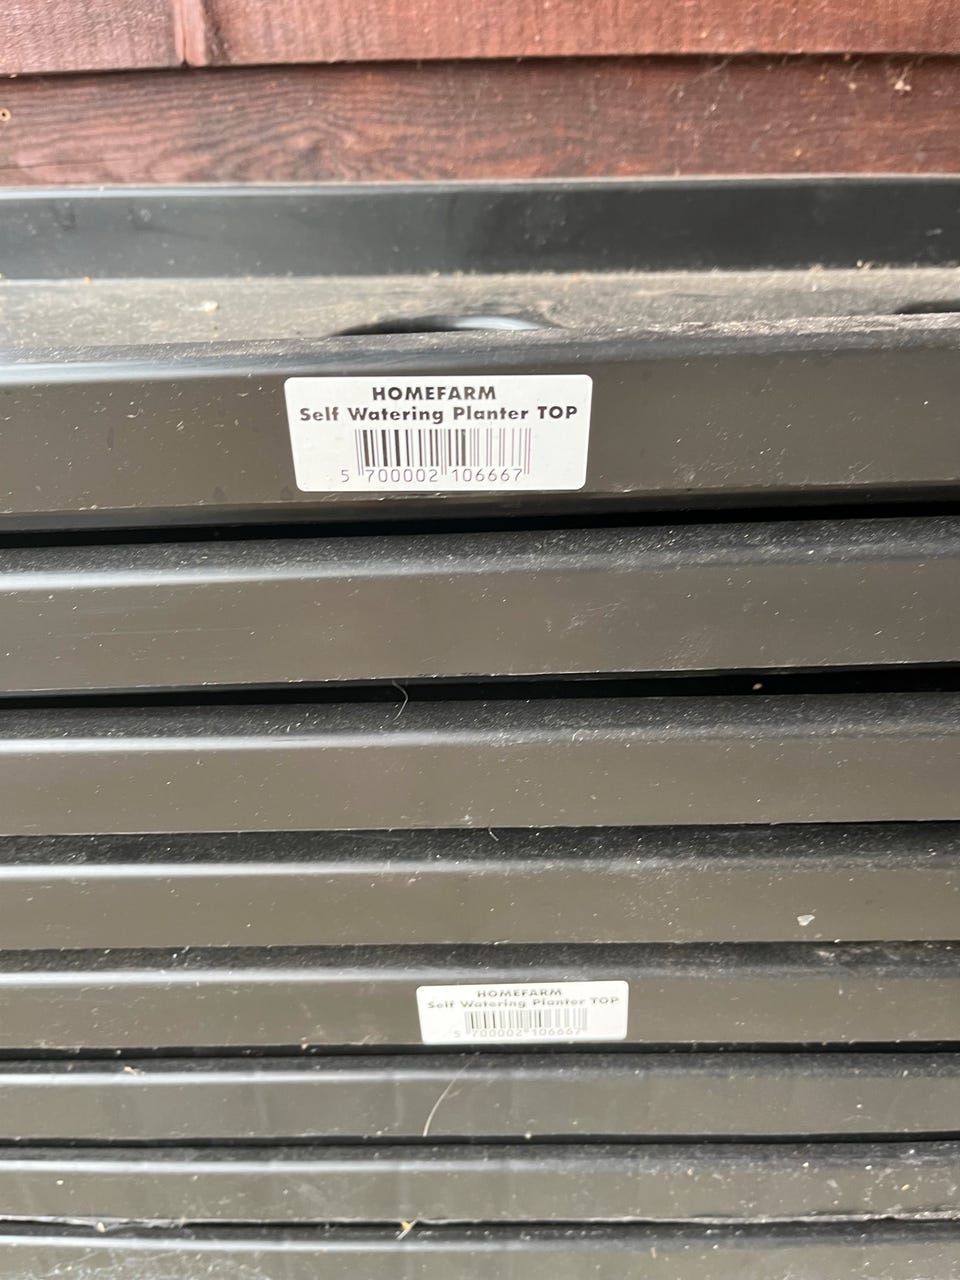 HOMEFARM
Self Watering Planter TOP
5 700002 106667
HOMEFARM
Self Watering Planter TOP
5 700002 106667